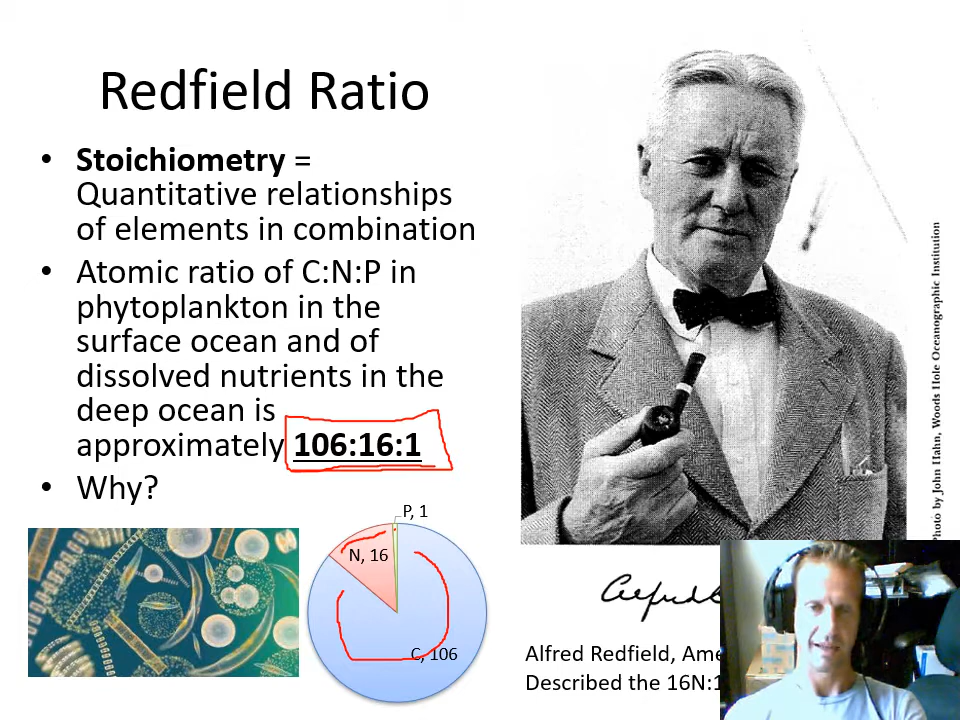 Redfield Ratio
• Stoichiometry =
Quantitative relationships
of elements in combination
• Atomic ratio of C:N:P in
phytoplankton in the
surface ocean and of
dissolved nutrients in the
deep ocean is
approximately 106:16:1
• Why?
P, 1
N, 16
C, 106
Photo by John Hahn, Woods Hole Oceanographic Institution
Alfred Redfield, Ame
Described the 16N:1